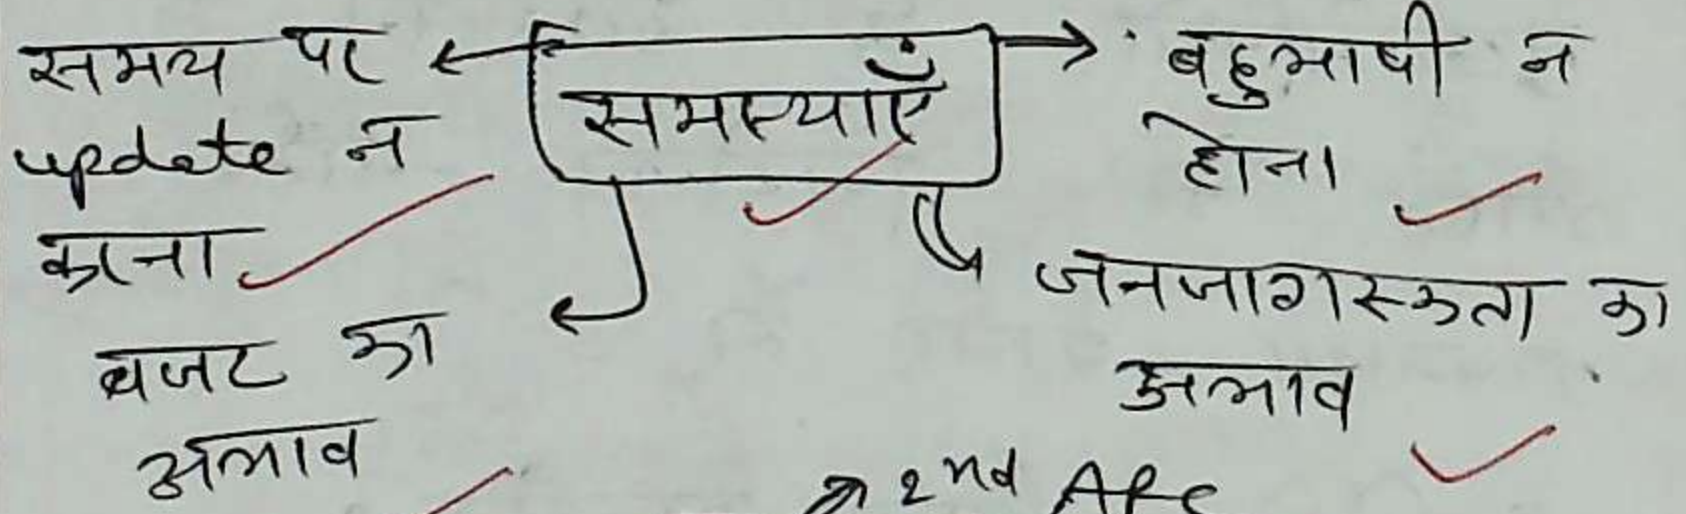 समस्याएँ
समय पर
update न
करना
बहुभाषी न
होना।
बजट का
अभाव
जनजागरूकता का
अभाव
2nd ARC